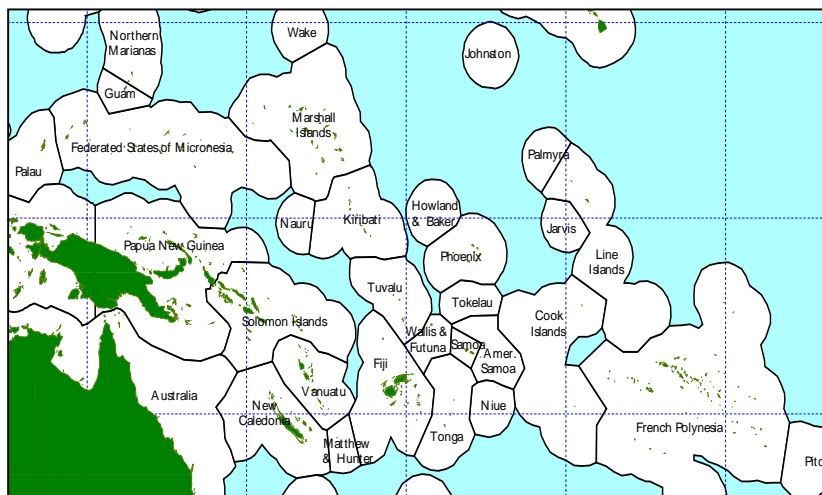 Northern
Marianas
Wake
Johnston
Guam
Marshall
Islands
Federated States of Micronesia
Palau
Palmyra
Howland
& Baker
Nauru
Kiribati
Jarvis
Papua New Guinea
Phoenix
Line
Islands
Tuvalu
Tokelau
Solomon Islands
Cook
Islands
Wallis &
Futuna
Samoa
Amer.
Samoa
Fiji
Vanuatu
Australia
New
Caledonia
Niue
French Polynesia
Tonga
Matthew
& Hunter
Pitc